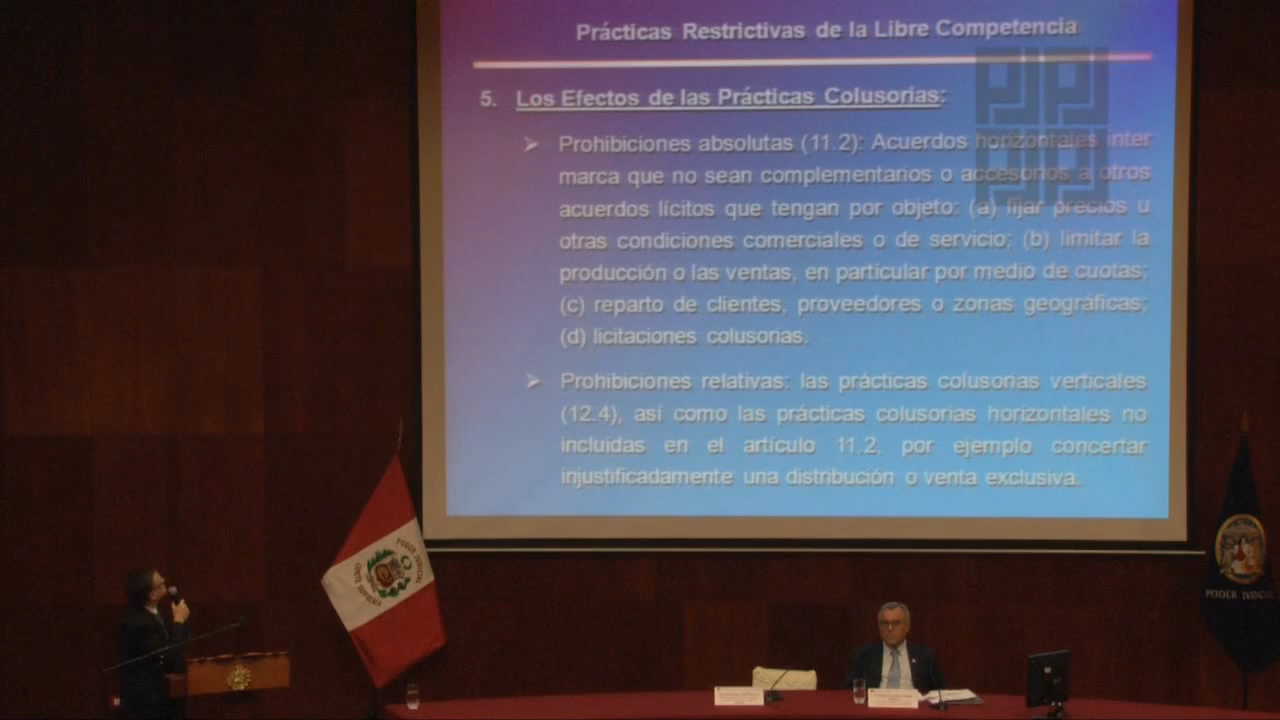 Prácticas Restrictivas de la Libre Competencia
5. Los Efectos de las Prácticas Colusorias:
➢ Prohibiciones absolutas (11.2): Acuerdos horizontales inter
marca que no sean complementarios o accesorios a otros
acuerdos lícitos que tengan por objeto: (a) fijar precios u
otras condiciones comerciales o de servicio; (b) limitar la
producción o las ventas, en particular por medio de cuotas;
(c) reparto de clientes, proveedores o zonas geográficas;
(d) licitaciones colusorias.
➢ Prohibiciones relativas: las prácticas colusorias verticales
(12.4), así como las prácticas colusorias horizontales no
incluidas en el artículo 11.2, por ejemplo concertar
injustificadamente una distribución o venta exclusiva.
PODER
PODER